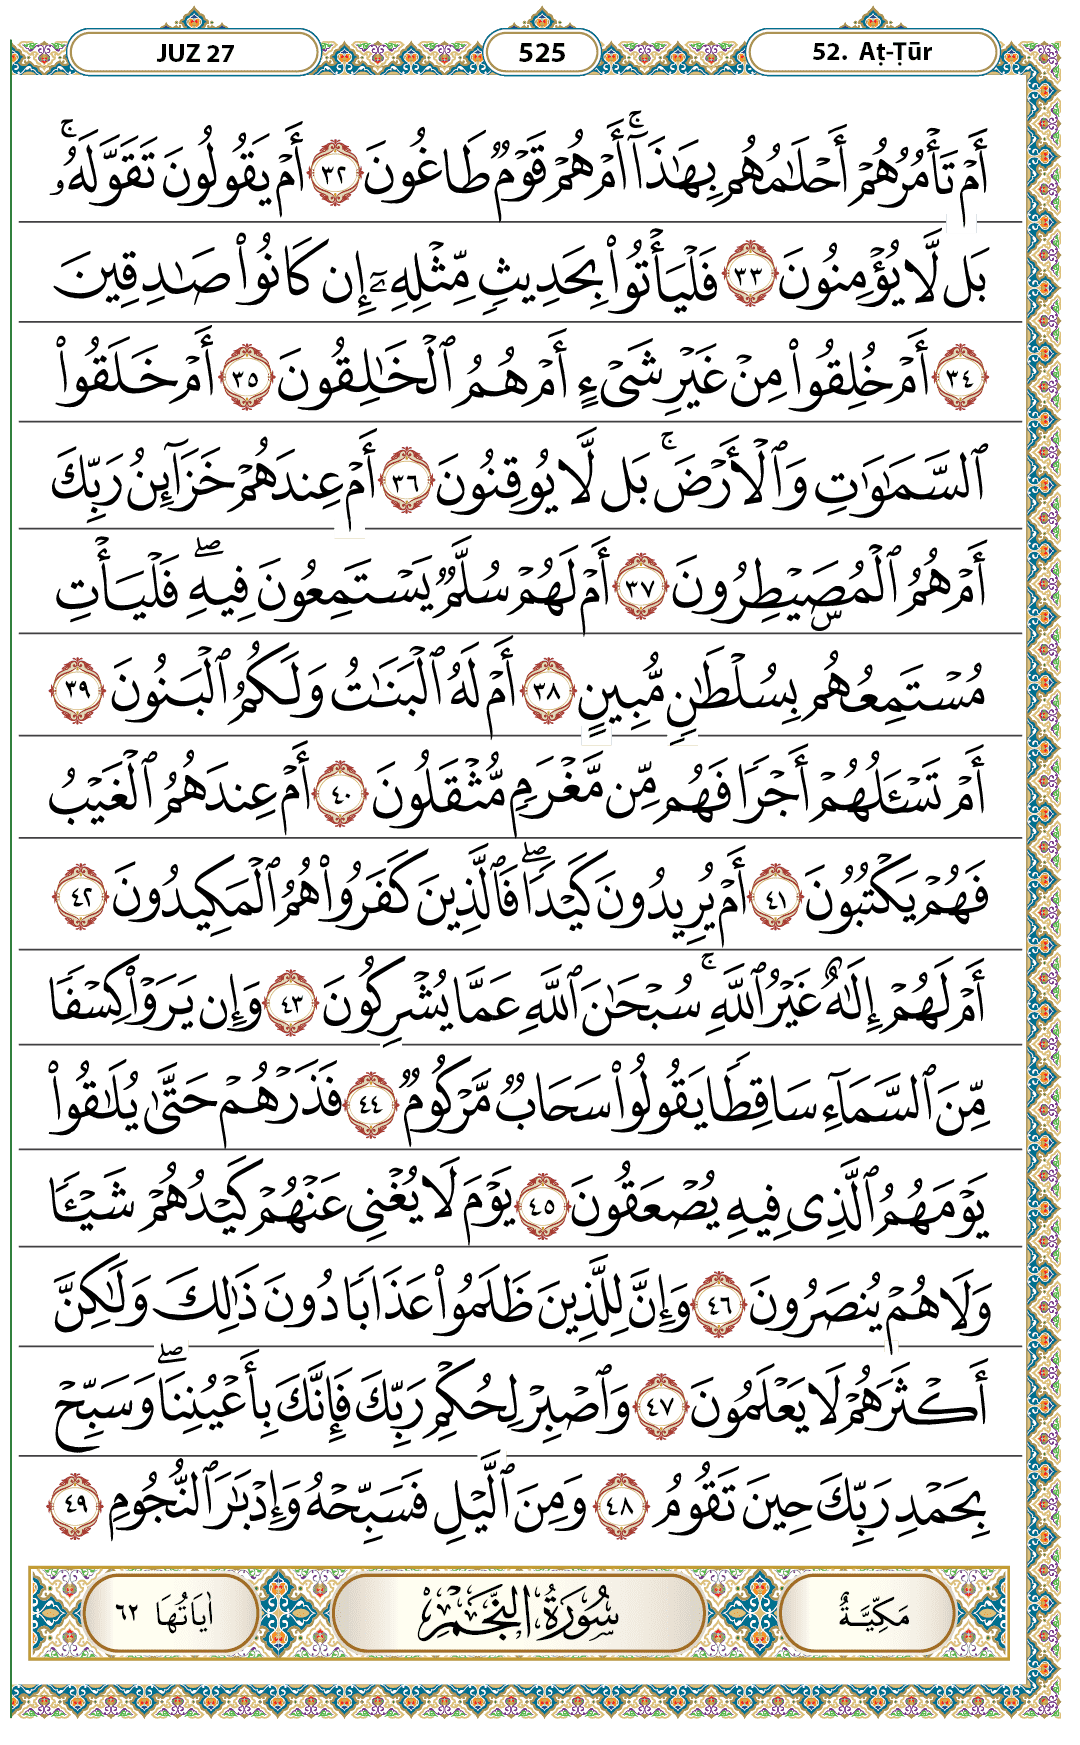 JUZ 27
525
52. Aṭ-Ṭūr
أَمْ تَأْمُرُهُمْ أَحْلَٰمُهُم بِهَٰذَآ ۚ أَمْ هُمْ قَوْمٌ طَاغُونَ ٣٢ أَمْ يَقُولُونَ تَقَوَّلَهُۥ ۚ
بَل لَّا يُؤْمِنُونَ ٣٣ فَلْيَأْتُوا۟ بِحَدِيثٍ مِّثْلِهِۦٓ إِن كَانُوا۟ صَٰدِقِينَ
٣٤ أَمْ خُلِقُوا۟ مِنْ غَيْرِ شَىْءٍ أَمْ هُمُ ٱلْخَٰلِقُونَ ٣٥ أَمْ خَلَقُوا۟
ٱلسَّمَٰوَٰتِ وَٱلْأَرْضَ ۚ بَل لَّا يُوقِنُونَ ٣٦ أَمْ عِندَهُمْ خَزَآئِنُ رَبِّكَ
أَمْ هُمُ ٱلْمُصَۣيْطِرُونَ ٣٧ أَمْ لَهُمْ سُلَّمٌ يَسْتَمِعُونَ فِيهِ ۖ فَلْيَأْتِ
مُسْتَمِعُهُم بِسُلْطَٰنٍ مُّبِينٍ ٣٨ أَمْ لَهُ ٱلْبَنَٰتُ وَلَكُمُ ٱلْبَنُونَ ٣٩
أَمْ تَسْـَٔلُهُمْ أَجْرًا فَهُم مِّن مَّغْرَمٍ مُّثْقَلُونَ ٤٠ أَمْ عِندَهُمُ ٱلْغَيْبُ
فَهُمْ يَكْتُبُونَ ٤١ أَمْ يُرِيدُونَ كَيْدًا ۖ فَٱلَّذِينَ كَفَرُوا۟ هُمُ ٱلْمَكِيدُونَ ٤٢
أَمْ لَهُمْ إِلَٰهٌ غَيْرُ ٱللَّهِ ۚ سُبْحَٰنَ ٱللَّهِ عَمَّا يُشْرِكُونَ ٤٣ وَإِن يَرَوْا۟ كِسْفًا
مِّنَ ٱلسَّمَآءِ سَاقِطًا يَقُولُوا۟ سَحَابٌ مَّرْكُومٌ ٤٤ فَذَرْهُمْ حَتَّىٰ يُلَٰقُوا۟
يَوْمَهُمُ ٱلَّذِى فِيهِ يُصْعَقُونَ ٤٥ يَوْمَ لَا يُغْنِى عَنْهُمْ كَيْدُهُمْ شَيْـًٔا
وَلَا هُمْ يُنصَرُونَ ٤٦ وَإِنَّ لِلَّذِينَ ظَلَمُوا۟ عَذَابًا دُونَ ذَٰلِكَ وَلَٰكِنَّ
أَكْثَرَهُمْ لَا يَعْلَمُونَ ٤٧ وَٱصْبِرْ لِحُكْمِ رَبِّكَ فَإِنَّكَ بِأَعْيُنِنَا ۖ وَسَبِّحْ
بِحَمْدِ رَبِّكَ حِينَ تَقُومُ ٤٨ وَمِنَ ٱلَّيْلِ فَسَبِّحْهُ وَإِدْبَٰرَ ٱلنُّجُومِ ٤٩
مَكِّيَّةٌ
سُورَةُ النَّجْمِ
اٰيَاتُهَا ٦٢